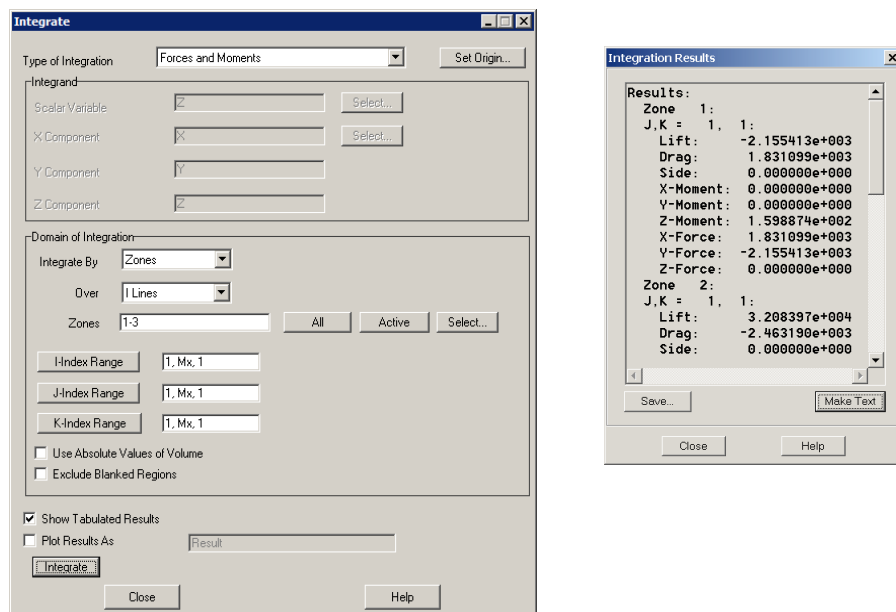 Integrate
Type of Integration Forces and Moments Set Origin...
Integrand
Scalar Variable Z Select...
X Component X Select...
Y Component Y
Z Component Z
Domain of Integration
Integrate By Zones
Over I Lines
Zones 1-3 All Active Select...
I-Index Range 1, Mx, 1
J-Index Range 1, Mx, 1
K-Index Range 1, Mx, 1
Use Absolute Values of Volume
Exclude Blanked Regions
Show Tabulated Results
Plot Results As Result
Integrate
Close Help
Integration Results
Results:
Zone 1:
J,K = 1, 1:
Lift: -2.155413e+003
Drag: 1.831099e+003
Side: 0.000000e+000
X-Moment: 0.000000e+000
Y-Moment: 0.000000e+000
Z-Moment: 1.598874e+002
X-Force: 1.831099e+003
Y-Force: -2.155413e+003
Z-Force: 0.000000e+000
Zone 2:
J,K = 1, 1:
Lift: 3.208397e+004
Drag: -2.463190e+003
Side: 0.000000e+000
Save... Make Text
Close Help